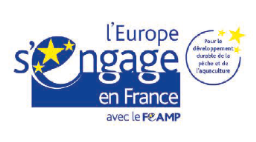 l'Europe
s'engage
en France
avec le FEAMP
Pour le
développement
durable de la
pêche et de
l'aquaculture